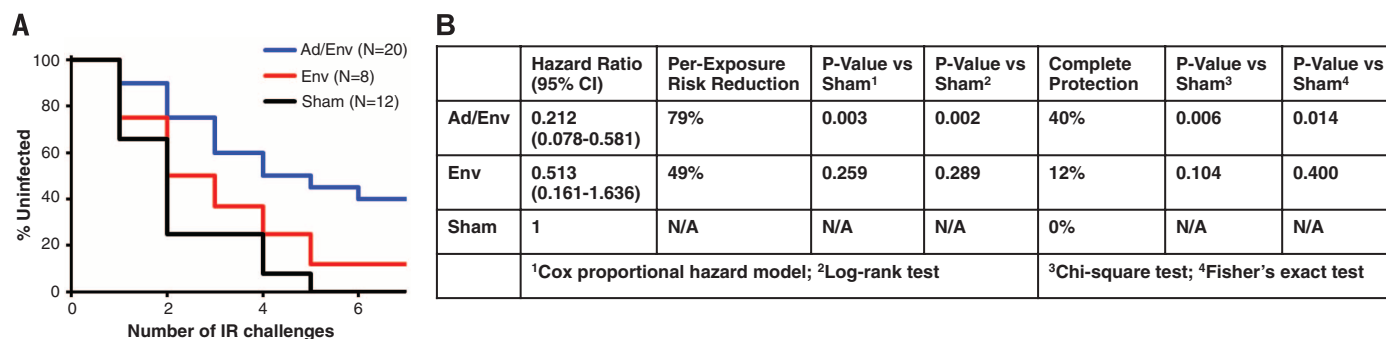 A
Ad/Env (N=20)
Env (N=8)
Sham (N=12)
100
80
60
40
20
0
% Uninfected
0 2 4 6
Number of IR challenges
B
Hazard Ratio (95% CI) Per-Exposure Risk Reduction P-Value vs Sham¹ P-Value vs Sham² Complete Protection P-Value vs Sham³ P-Value vs Sham⁴
Ad/Env 0.212 (0.078-0.581) 79% 0.003 0.002 40% 0.006 0.014
Env 0.513 (0.161-1.636) 49% 0.259 0.289 12% 0.104 0.400
Sham 1 N/A N/A N/A 0% N/A N/A
¹Cox proportional hazard model; ²Log-rank test ³Chi-square test; ⁴Fisher's exact test